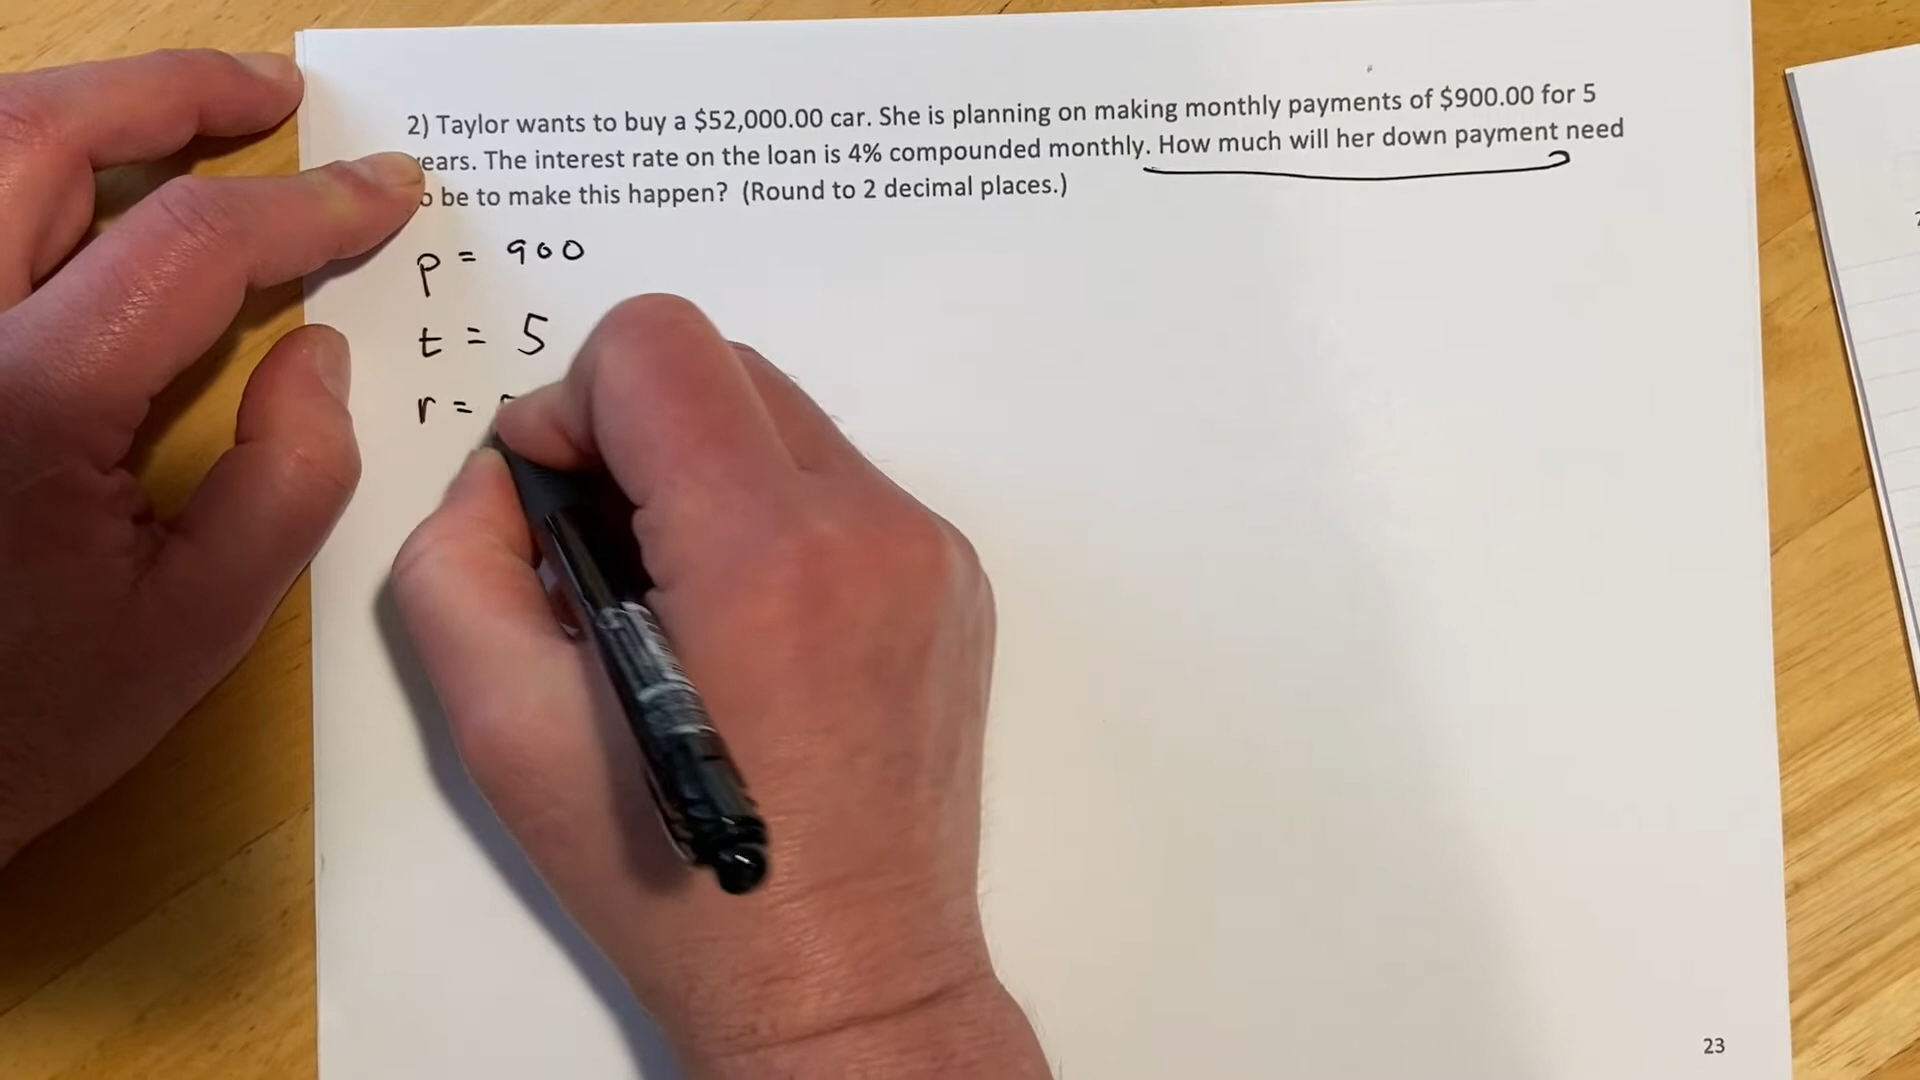 2) Taylor wants to buy a $52,000.00 car. She is planning on making monthly payments of $900.00 for 5
ears. The interest rate on the loan is 4% compounded monthly. How much will her down payment need
o be to make this happen? (Round to 2 decimal places.)
p = 900
t = 5
r =
23